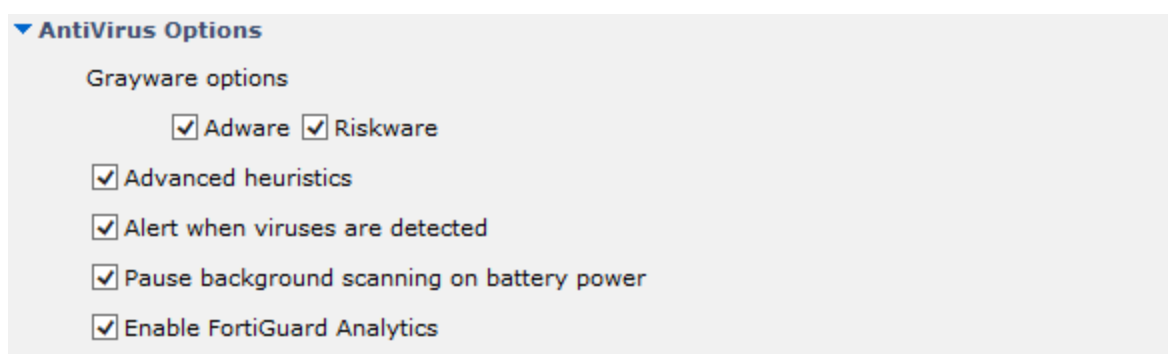 AntiVirus Options
Grayware options
Adware Riskware
Advanced heuristics
Alert when viruses are detected
Pause background scanning on battery power
Enable FortiGuard Analytics